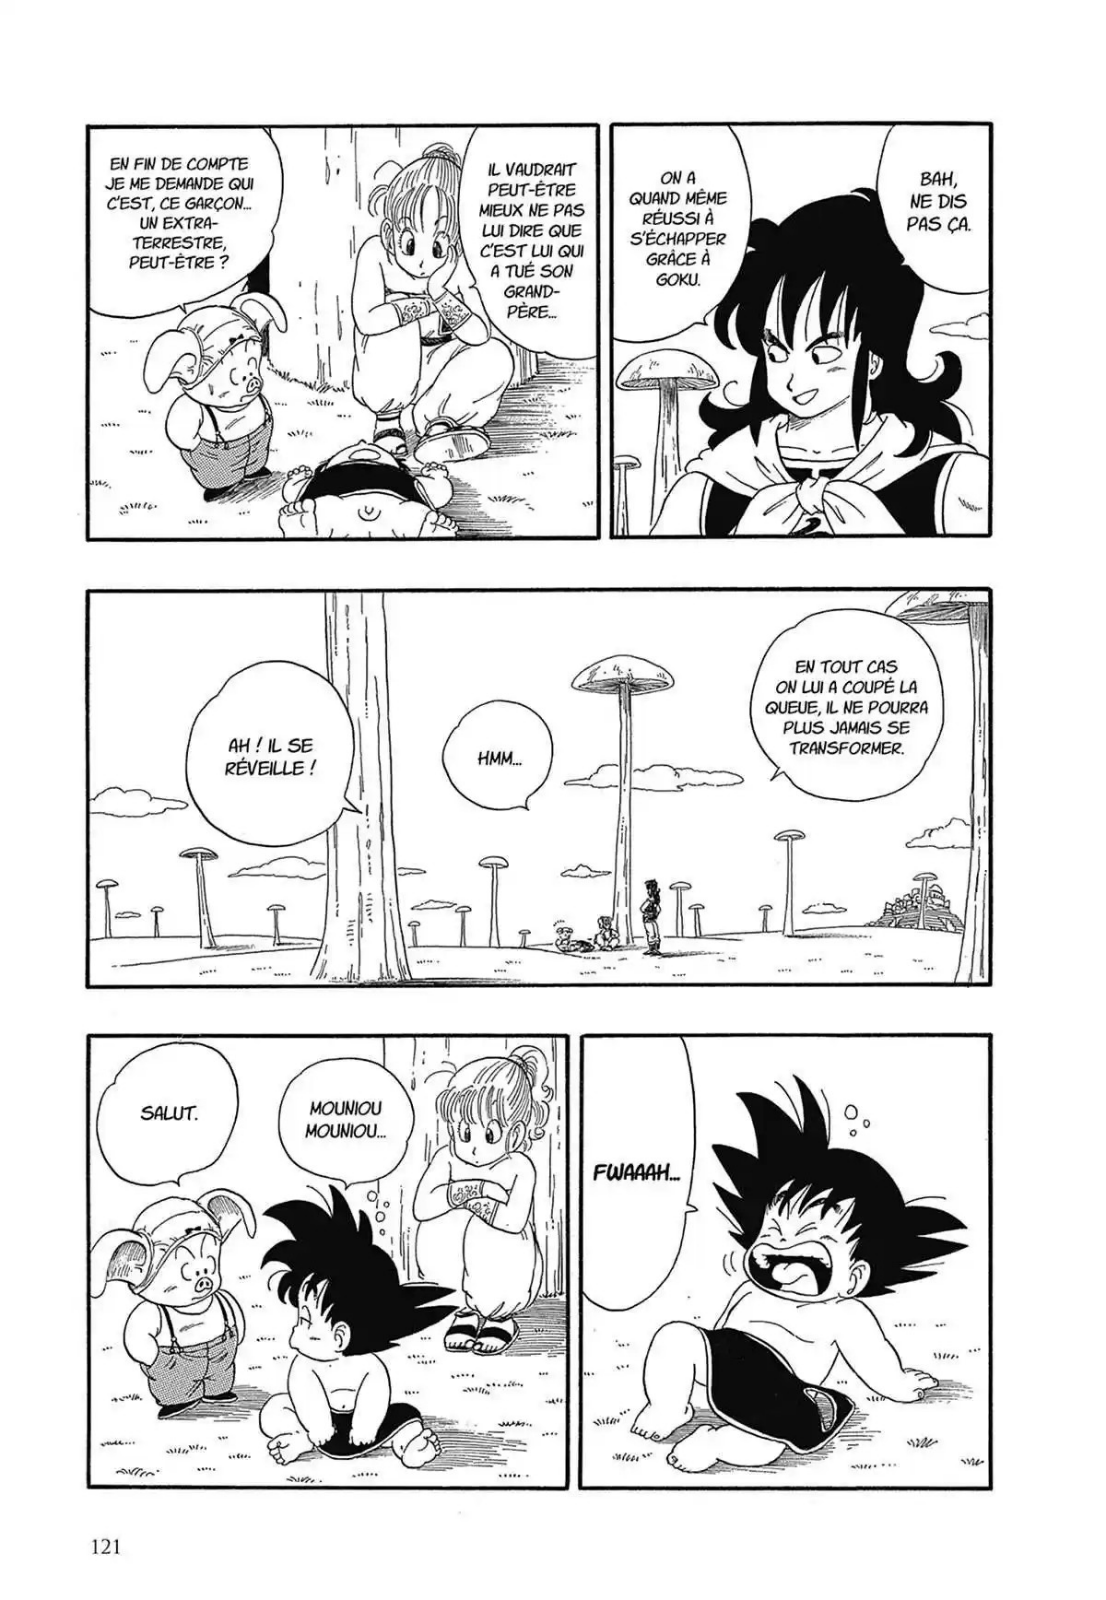 BAH,
NE DIS
PAS ÇA.
ON A
QUAND MÊME
RÉUSSI À
S'ÉCHAPPER
GRÂCE À
GOKU.
IL VAUDRAIT
PEUT-ÊTRE
MIEUX NE PAS
LUI DIRE QUE
C'EST LUI QUI
A TUÉ SON
GRAND-
PÈRE...
EN FIN DE COMPTE
JE ME DEMANDE QUI
C'EST, CE GARÇON...
UN EXTRA-
TERRESTRE,
PEUT-ÊTRE ?
EN TOUT CAS
ON LUI A COUPÉ LA
QUEUE, IL NE POURRA
PLUS JAMAIS SE
TRANSFORMER.
HMM...
AH ! IL SE
RÉVEILLE !
FWAAAH...
MOUNIOU
MOUNIOU...
SALUT.
121